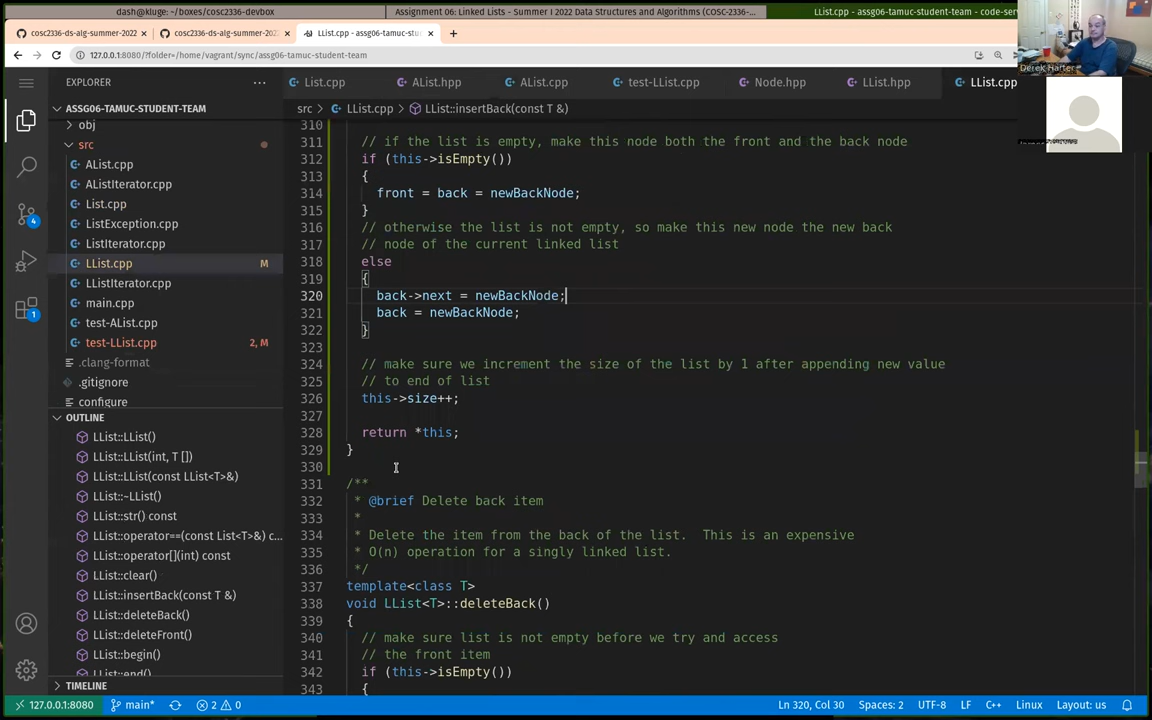 dash@kluge: ~/boxes/cosc2336-devbox
Assignment 06: Linked Lists - Summer I 2022 Data Structures and Algorithms (COSC-2336-...
LList.cpp - assg06-tamuc-student-team - code-serv
cosc2336-ds-alg-summer-2022
cosc2336-ds-alg-summer-202
LList.cpp - assg06-tamuc-stu
127.0.0.1:8080/?folder=/home/vagrant/sync/assg06-tamuc-student-team
Derek Harter
EXPLORER
List.cpp
AList.hpp
AList.cpp
test-LList.cpp
Node.hpp
LList.hpp
LList.cpp
ASSG06-TAMUC-STUDENT-TEAM
obj
src
AList.cpp
AListIterator.cpp
List.cpp
ListException.cpp
ListIterator.cpp
LList.cpp M
LListIterator.cpp
main.cpp
test-AList.cpp
test-LList.cpp 2, M
.clang-format
.gitignore
configure
OUTLINE
LList::LList()
LList::LList(int, T [])
LList::LList(const LList<T>&)
LList::~LList()
LList::str() const
LList::operator==(const List<T>&) c...
LList::operator[](int) const
LList::clear()
LList::insertBack(const T &)
LList::deleteBack()
LList::deleteFront()
LList::begin()
LList::end()
TIMELINE
src > LList.cpp > LList::insertBack(const T &)
310
311 // if the list is empty, make this node both the front and the back node
312 if (this->isEmpty())
313 {
314 front = back = newBackNode;
315 }
316 // otherwise the list is not empty, so make this new node the new back
317 // node of the current linked list
318 else
319 {
320 back->next = newBackNode;
321 back = newBackNode;
322 }
323
324 // make sure we increment the size of the list by 1 after appending new value
325 // to end of list
326 this->size++;
327
328 return *this;
329 }
330
331 /**
332 * @brief Delete back item
333 *
334 * Delete the item from the back of the list.  This is an expensive
335 * O(n) operation for a singly linked list.
336 */
337 template<class T>
338 void LList<T>::deleteBack()
339 {
340 // make sure list is not empty before we try and access
341 // the front item
342 if (this->isEmpty())
343 {
4
127.0.0.1:8080 main* 2 0 Ln 320, Col 30 Spaces: 2 UTF-8 LF C++ Linux Layout: us